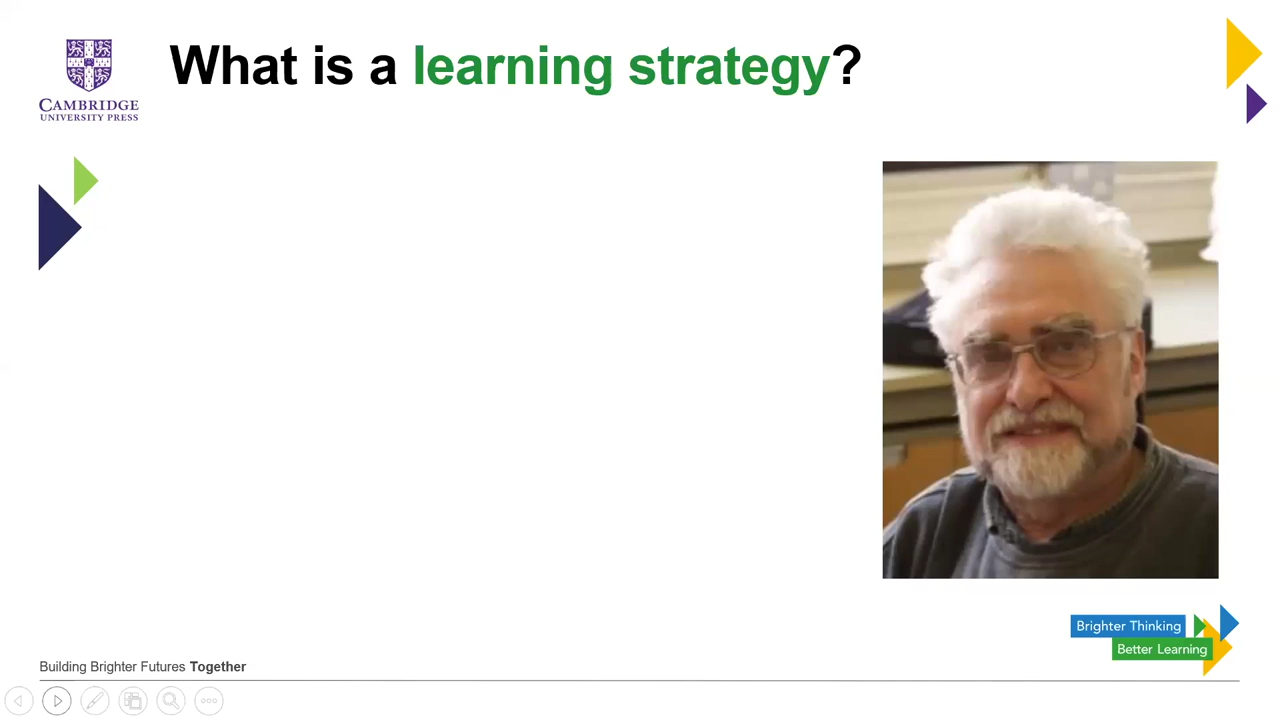 What is a learning strategy?
CAMBRIDGE
UNIVERSITY PRESS
Brighter Thinking
Better Learning
Building Brighter Futures Together